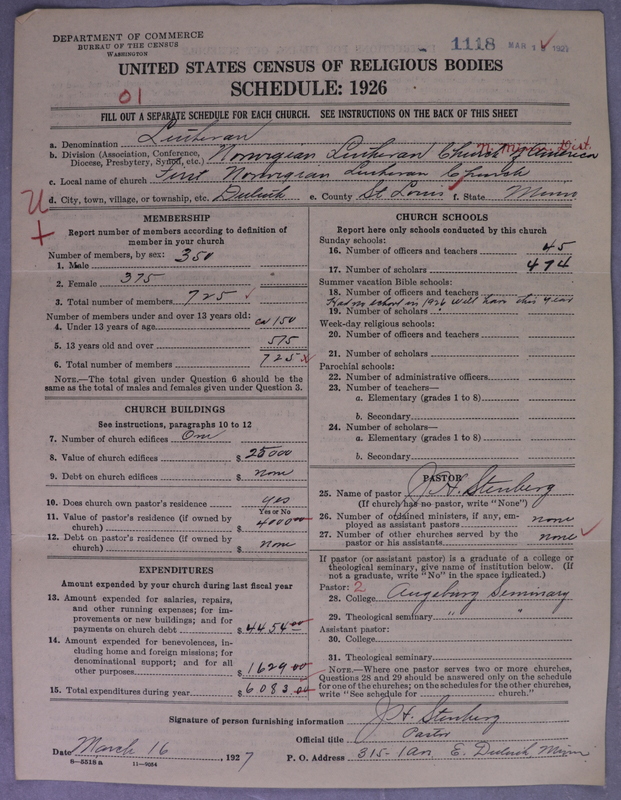 DEPARTMENT OF COMMERCE
BUREAU OF THE CENSUS
WASHINGTON
1118 MAR
UNITED STATES CENSUS OF RELIGIOUS BODIES
SCHEDULE: 1926
01
FILL OUT A SEPARATE SCHEDULE FOR EACH CHURCH. SEE INSTRUCTIONS ON THE BACK OF THIS SHEET
a. Denomination Lutheran
b. Division (Association, Conference, Diocese, Presbytery, Synod, etc.) Norwegian Lutheran Church of America
c. Local name of church First Norwegian Lutheran Church
d. City, town, village, or township, etc. Duluth e. County St Louis f. State Minn
U
+
MEMBERSHIP
Report number of members according to definition of
member in your church
Number of members, by sex:
1. Male 350
2. Female 375
3. Total number of members 725
Number of members under and over 13 years old:
4. Under 13 years of age ca 150
5. 13 years old and over 575
6. Total number of members 725
NOTE.—The total given under Question 6 should be the
same as the total of males and females given under Question 3.
CHURCH BUILDINGS
See instructions, paragraphs 10 to 12
7. Number of church edifices One
8. Value of church edifices $ 25000
9. Debt on church edifices $ none
10. Does church own pastor's residence? yes
Yes or No
11. Value of pastor's residence (if owned by
church) $ 4000.00
12. Debt on pastor's residence (if owned by
church) $ none
EXPENDITURES
Amount expended by your church during last fiscal year
13. Amount expended for salaries, repairs,
and other running expenses; for im-
provements or new buildings; and for
payments on church debt $ 4454.00
14. Amount expended for benevolences, in-
cluding home and foreign missions; for
denominational support; and for all
other purposes $ 1629.00
15. Total expenditures during year $ 6083.00
CHURCH SCHOOLS
Report here only schools conducted by this church
Sunday schools:
16. Number of officers and teachers 45
17. Number of scholars 474
Summer vacation Bible schools:
18. Number of officers and teachers
Had no school in 1926 will have this year
19. Number of scholars
Week-day religious schools:
20. Number of officers and teachers
21. Number of scholars
Parochial schools:
22. Number of administrative officers
23. Number of teachers—
a. Elementary (grades 1 to 8)
b. Secondary
24. Number of scholars—
a. Elementary (grades 1 to 8)
b. Secondary
PASTOR
25. Name of pastor J. H. Stenberg
(If church has no pastor, write "None")
26. Number of ordained ministers, if any, em-
ployed as assistant pastors none
27. Number of other churches served by the
pastor or his assistants none
If pastor (or assistant pastor) is a graduate of a college or
theological seminary, give name of institution below. (If
not a graduate, write "No" in the space indicated.)
Pastor: 2
28. College Augsburg Seminary
29. Theological seminary " "
Assistant pastor:
30. College
31. Theological seminary
NOTE.—Where one pastor serves two or more churches,
Questions 28 and 29 should be answered only on the schedule
for one of the churches; on the schedules for the other churches,
write "See schedule for church."
Signature of person furnishing information J. H. Stenberg
Official title Pastor
Date March 16, 1927 P. O. Address 315-1 E. Duluth, Minn
8—5518 a 11—9054